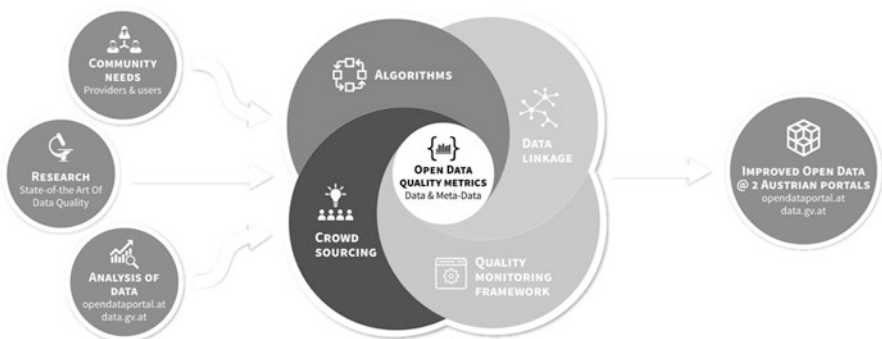 COMMUNITY
NEEDS
Providers & users
RESEARCH
State-of-the Art Of
Data Quality
ANALYSIS OF
DATA
opendataportal.at
data.gv.at
ALGORITHMS
DATA
LINKAGE
{ }
OPEN DATA
QUALITY METRICS
Data & Meta-Data
CROWD
SOURCING
QUALITY
MONITORING
FRAMEWORK
IMPROVED OPEN DATA
@ 2 AUSTRIAN PORTALS
opendataportal.at
data.gv.at